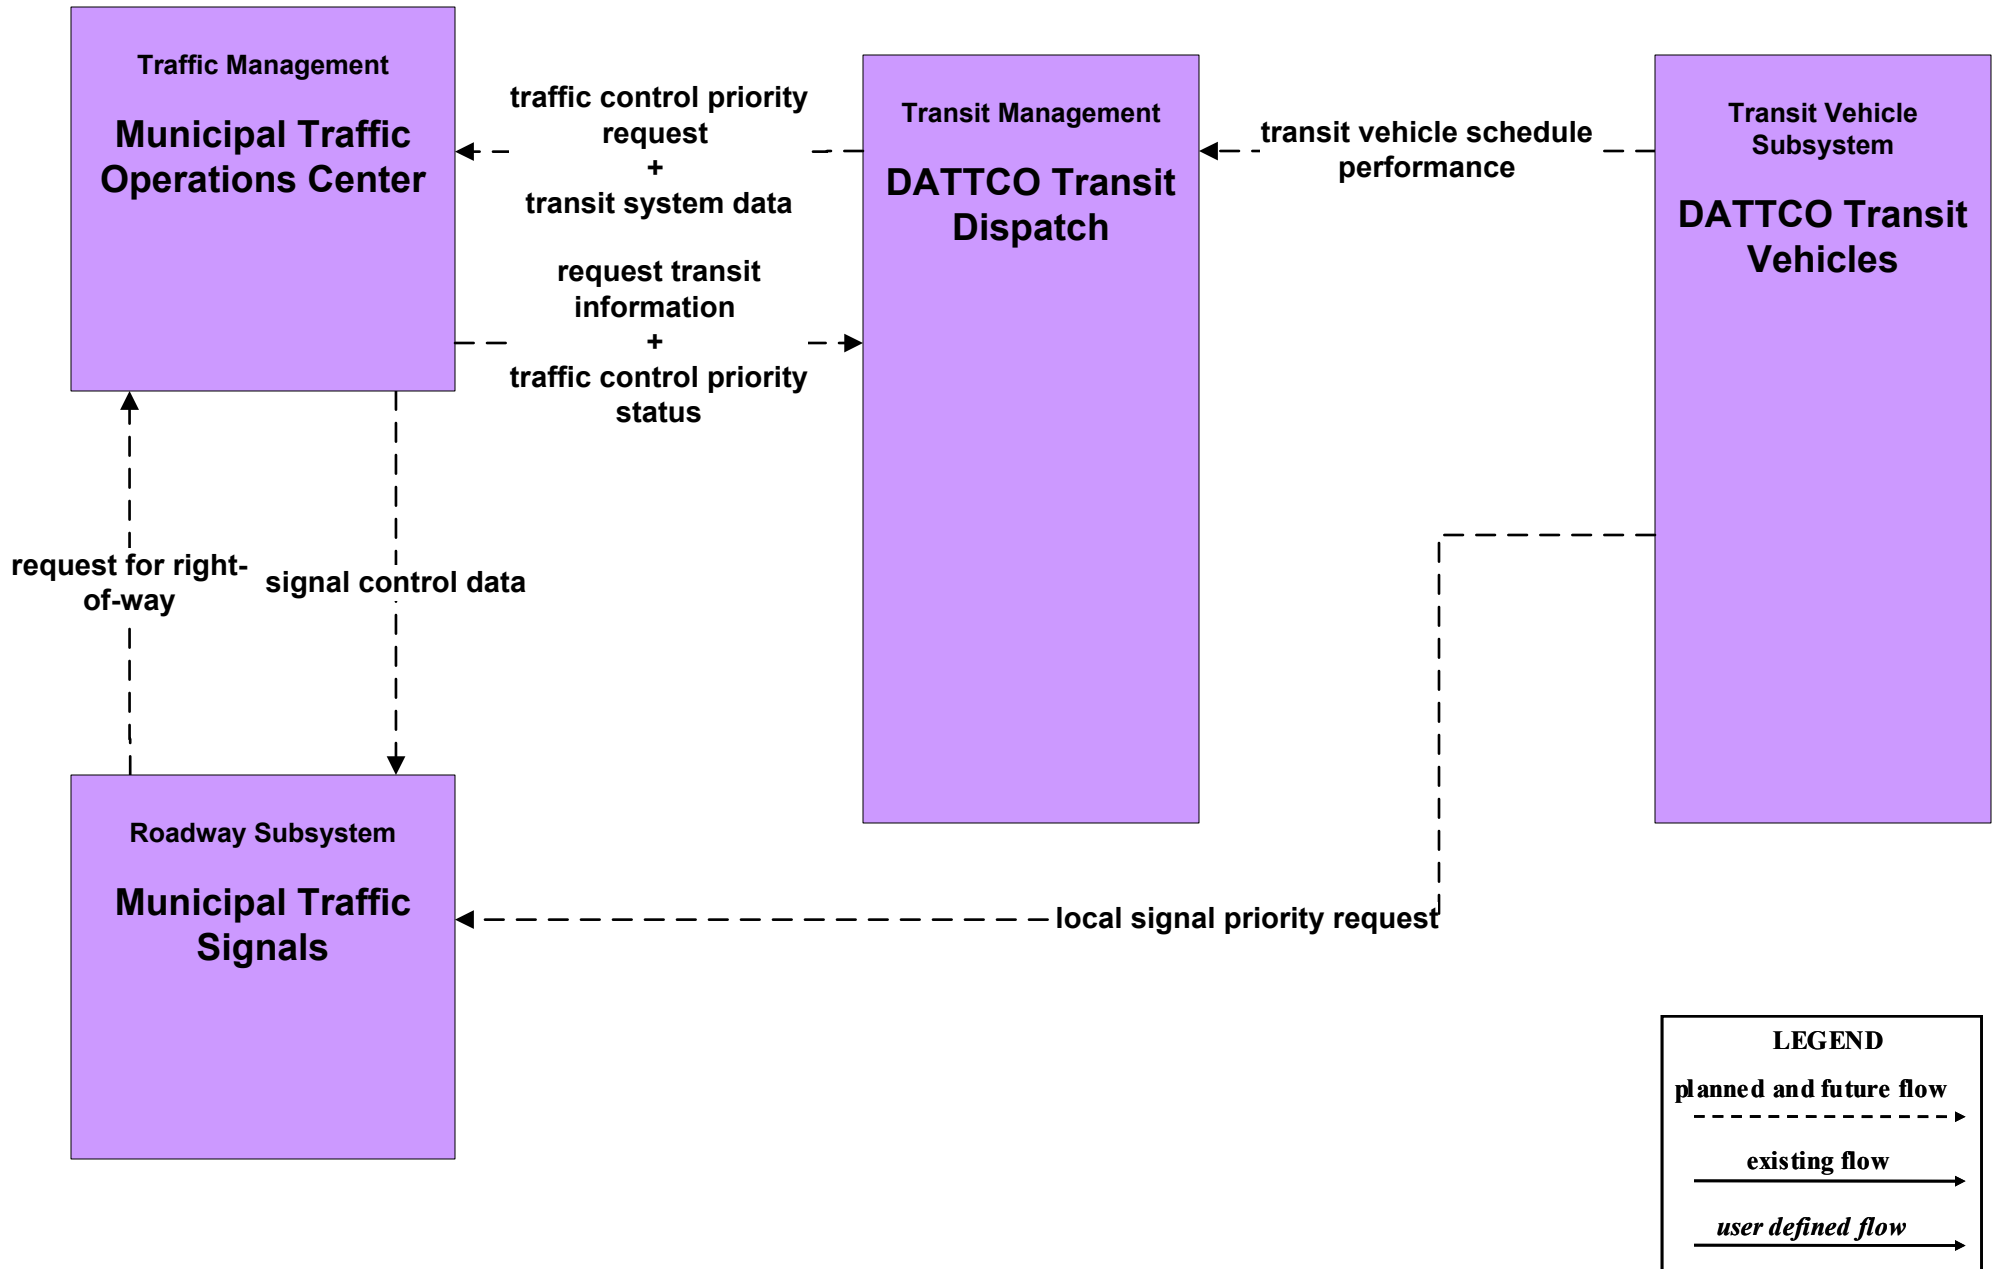 Traffic Management
Municipal Traffic
Operations Center
traffic control priority
request
+
transit system data
request transit
information
+
traffic control priority
status
Transit Management
DATTCO Transit
Dispatch
transit vehicle schedule
performance
Transit Vehicle
Subsystem
DATTCO Transit
Vehicles
request for right-
of-way
signal control data
Roadway Subsystem
Municipal Traffic
Signals
local signal priority request
LEGEND
planned and future flow
existing flow
user defined flow